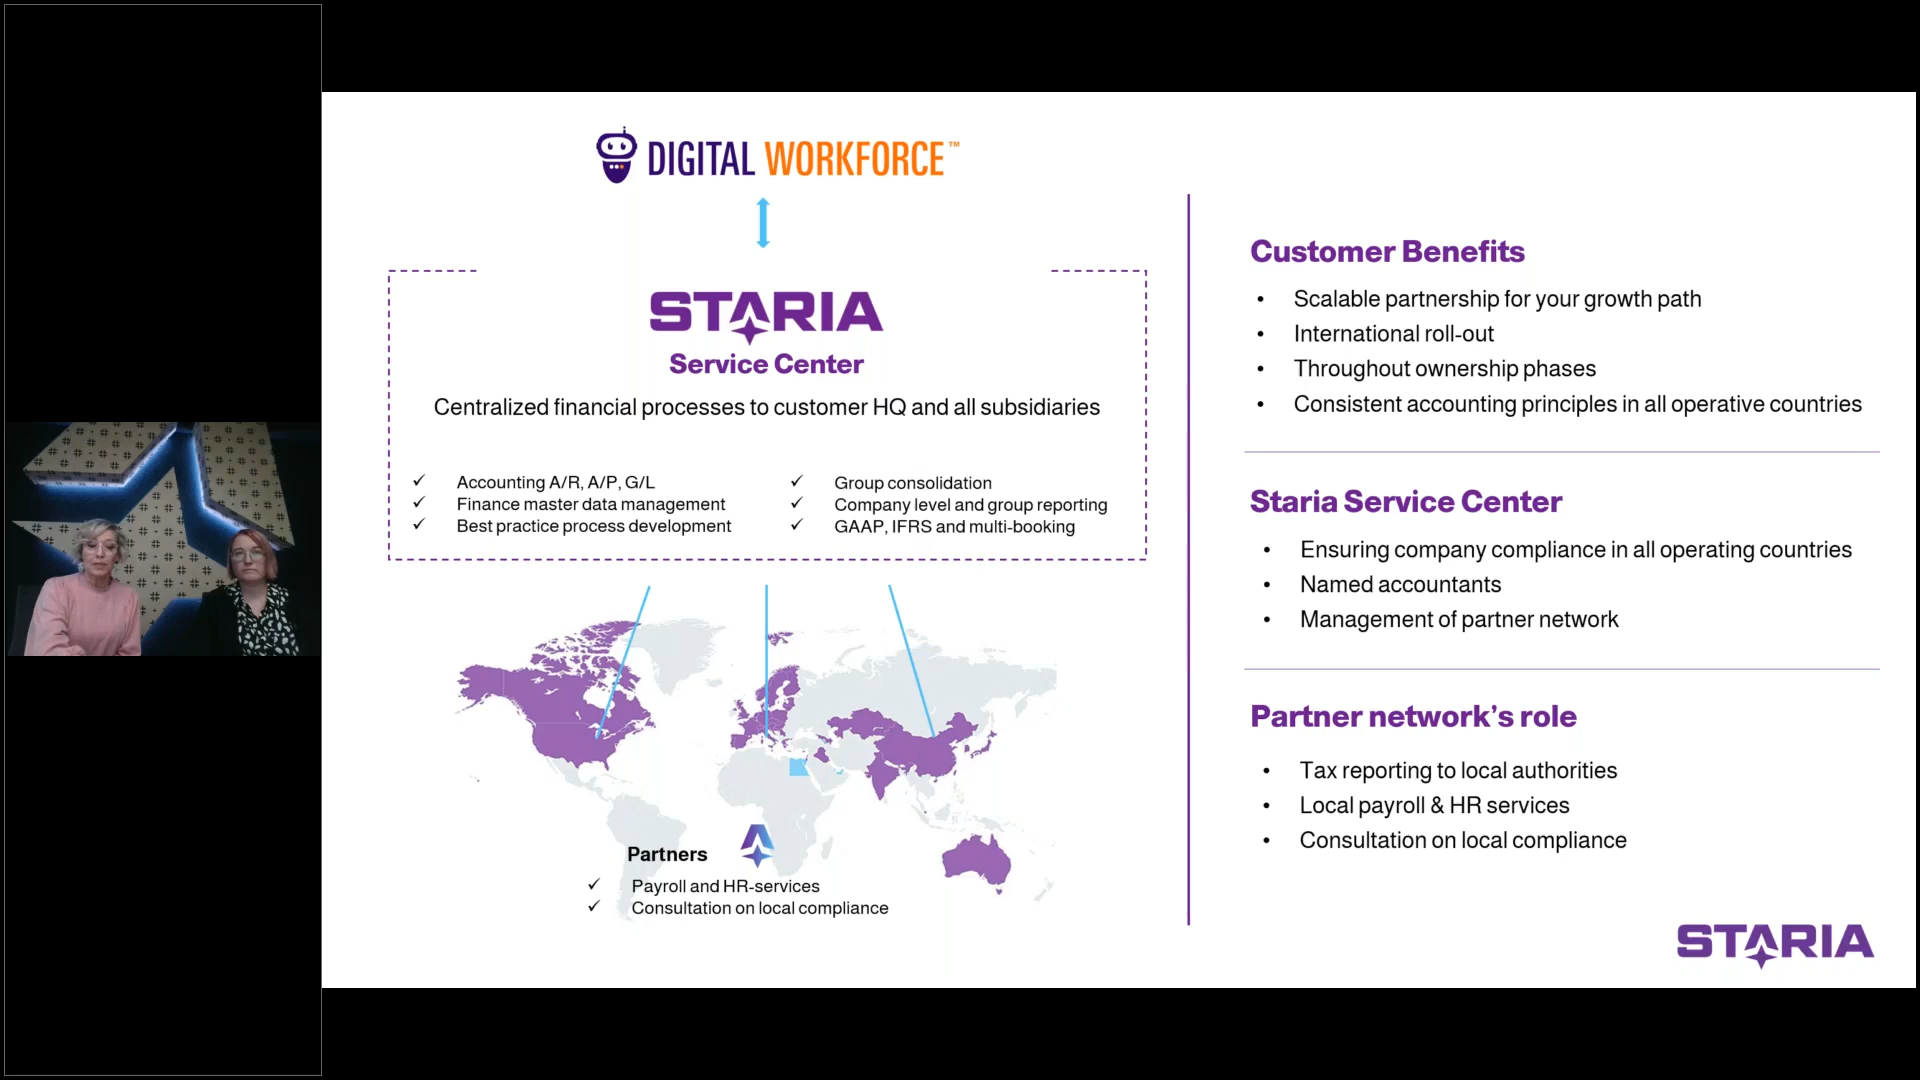 DIGITAL WORKFORCE™
STARIA
Service Center
Centralized financial processes to customer HQ and all subsidiaries
✓ Accounting A/R, A/P, G/L
✓ Finance master data management
✓ Best practice process development
✓ Group consolidation
✓ Company level and group reporting
✓ GAAP, IFRS and multi-booking
Partners
✓ Payroll and HR-services
✓ Consultation on local compliance
Customer Benefits
• Scalable partnership for your growth path
• International roll-out
• Throughout ownership phases
• Consistent accounting principles in all operative countries
Staria Service Center
• Ensuring company compliance in all operating countries
• Named accountants
• Management of partner network
Partner network’s role
• Tax reporting to local authorities
• Local payroll & HR services
• Consultation on local compliance
STARIA